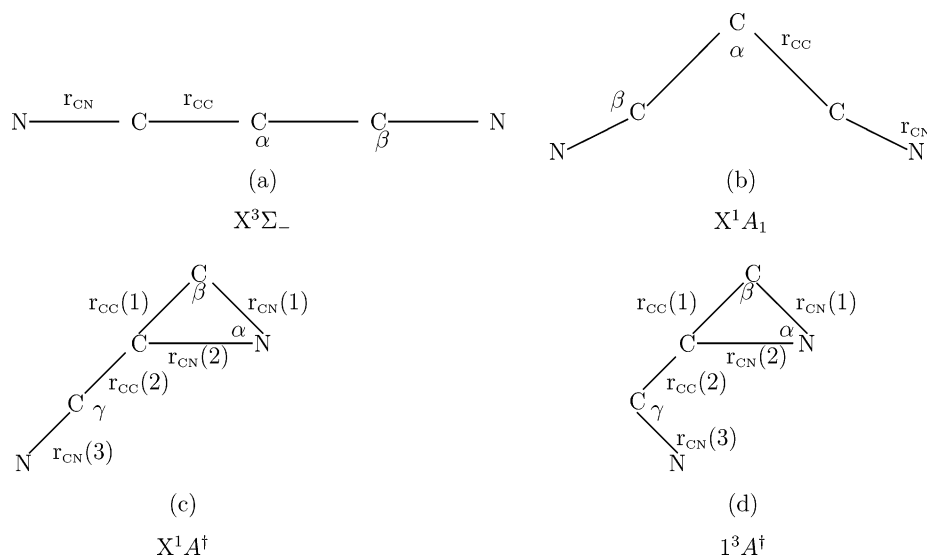 C
α
r_CC
r_CN
r_CC
β
C
C
N
C
C
C
N
r_CN
α
β
N
N
(a)
(b)
X³Σ₋
X¹A₁
C
C
β
β
r_CC(1)
r_CN(1)
r_CC(1)
r_CN(1)
α
α
C
N
C
N
r_CN(2)
r_CN(2)
r_CC(2)
r_CC(2)
C
γ
C
γ
r_CN(3)
r_CN(3)
N
N
(c)
(d)
X¹A†
1³A†